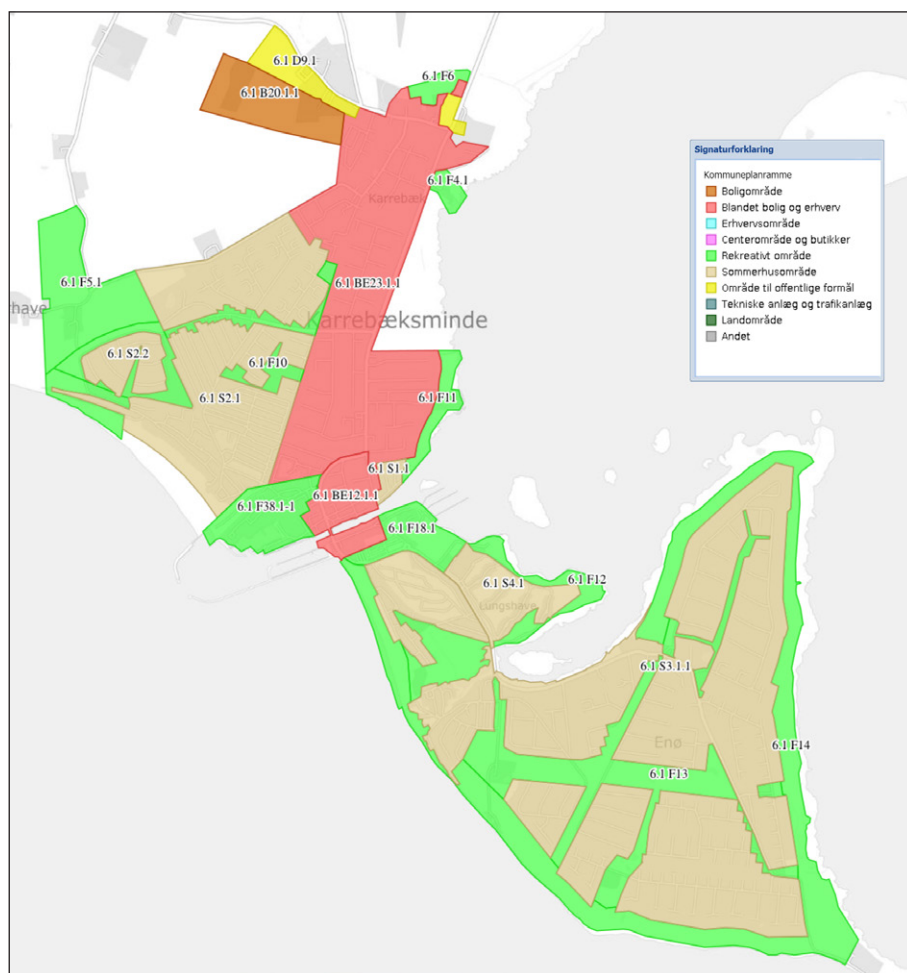 6.1 D9.1
6.1 F6
6.1 B20.1.1
Signaturforklaring
Kommuneplanramme
Boligområde
Blandet bolig og erhverv
Erhvervsområde
Centerområde og butikker
Rekreativt område
Sommerhusområde
Område til offentlige formål
Tekniske anlæg og trafikanlæg
Landområde
Andet
6.1 F4.1
Karrebæk
6.1 F5.1
6.1 BE23.1.1
Karrebæksminde
6.1 S2.2
6.1 F10
6.1 S2.1
6.1 F11
6.1 S1.1
6.1 BE12.1.1
6.1 F38.1-1
6.1 F18.1
6.1 S4.1
6.1 F12
Lungshave
6.1 S3.1.1
Enø
6.1 F14
6.1 F13